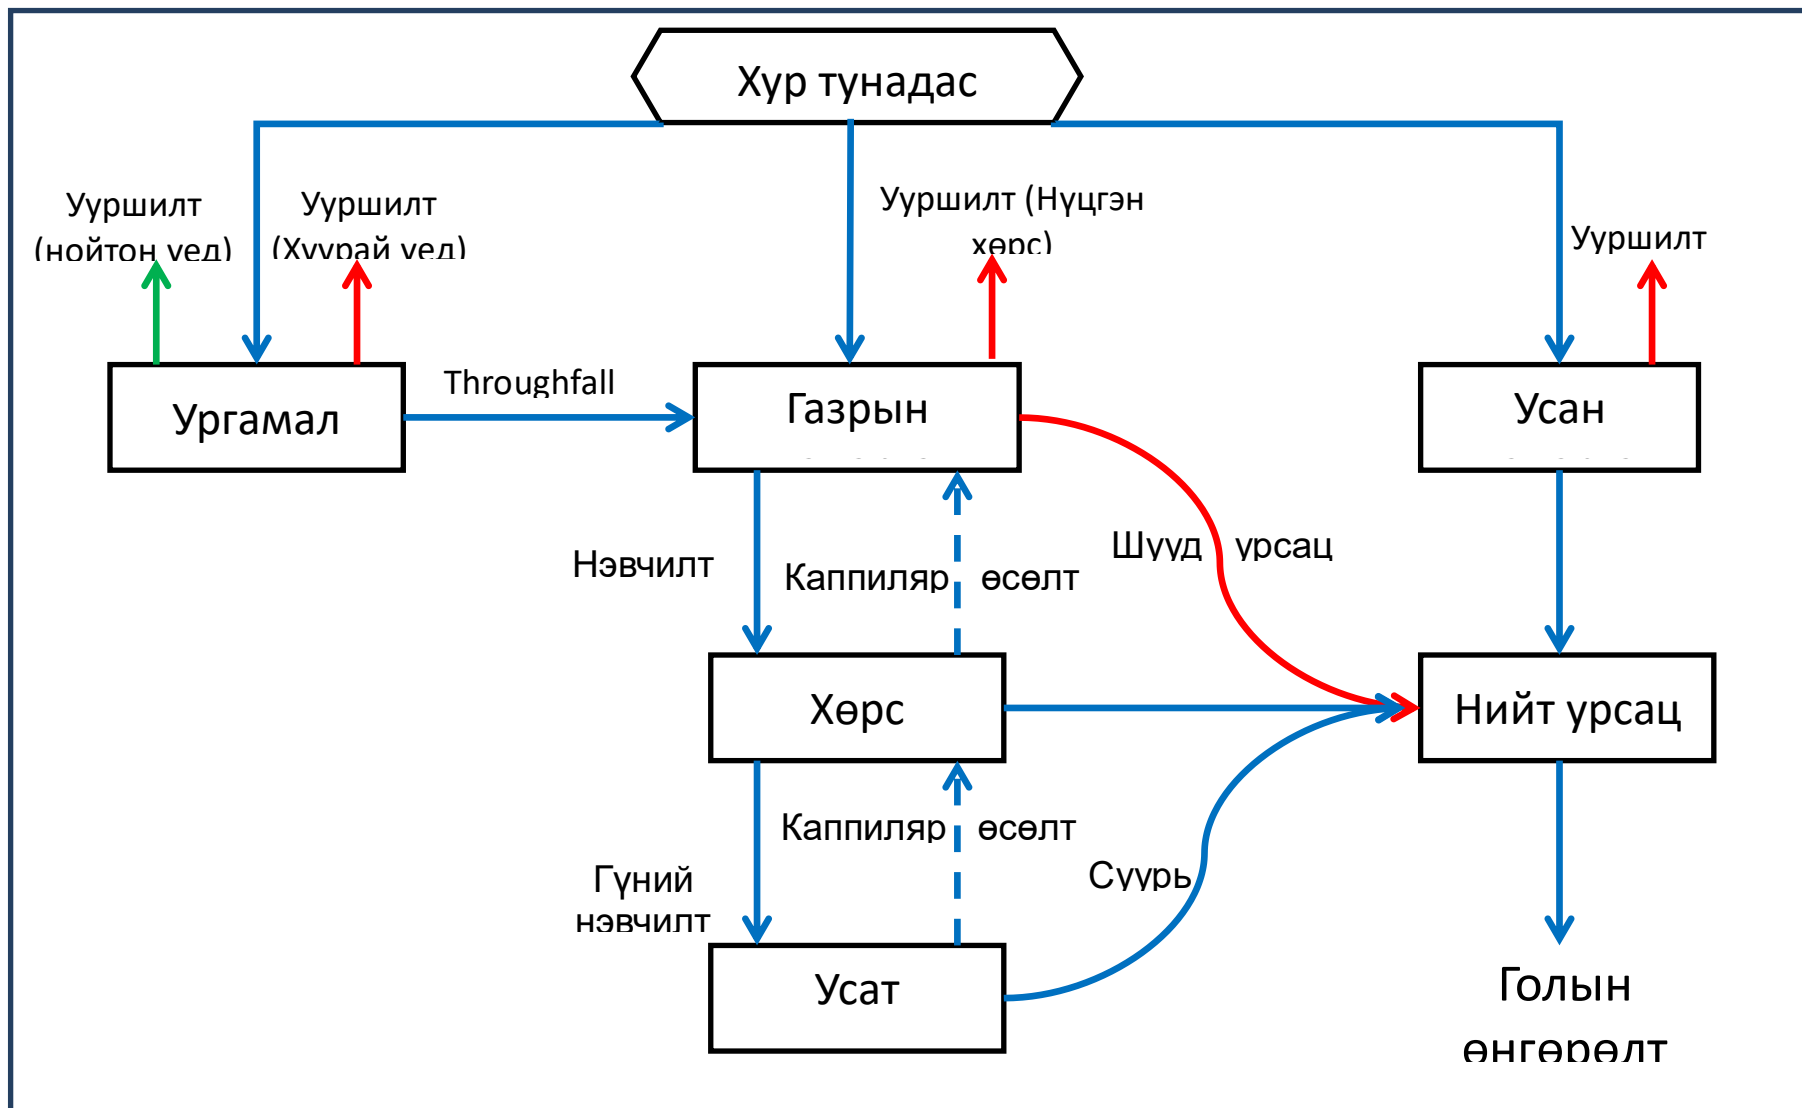 Хур тунадас
Ууршилт
(нойтон үед)
Ууршилт
(Хуурай үед)
Ууршилт (Нүцгэн
хөрс)
Ууршилт
Ургамал
Throughfall
Газрын
Усан
Нэвчилт
Каппиляр өсөлт
Шууд урсац
Хөрс
Нийт урсац
Каппиляр өсөлт
Гүний
нэвчилт
Суурь
Усат
Голын
өнгөрөлт